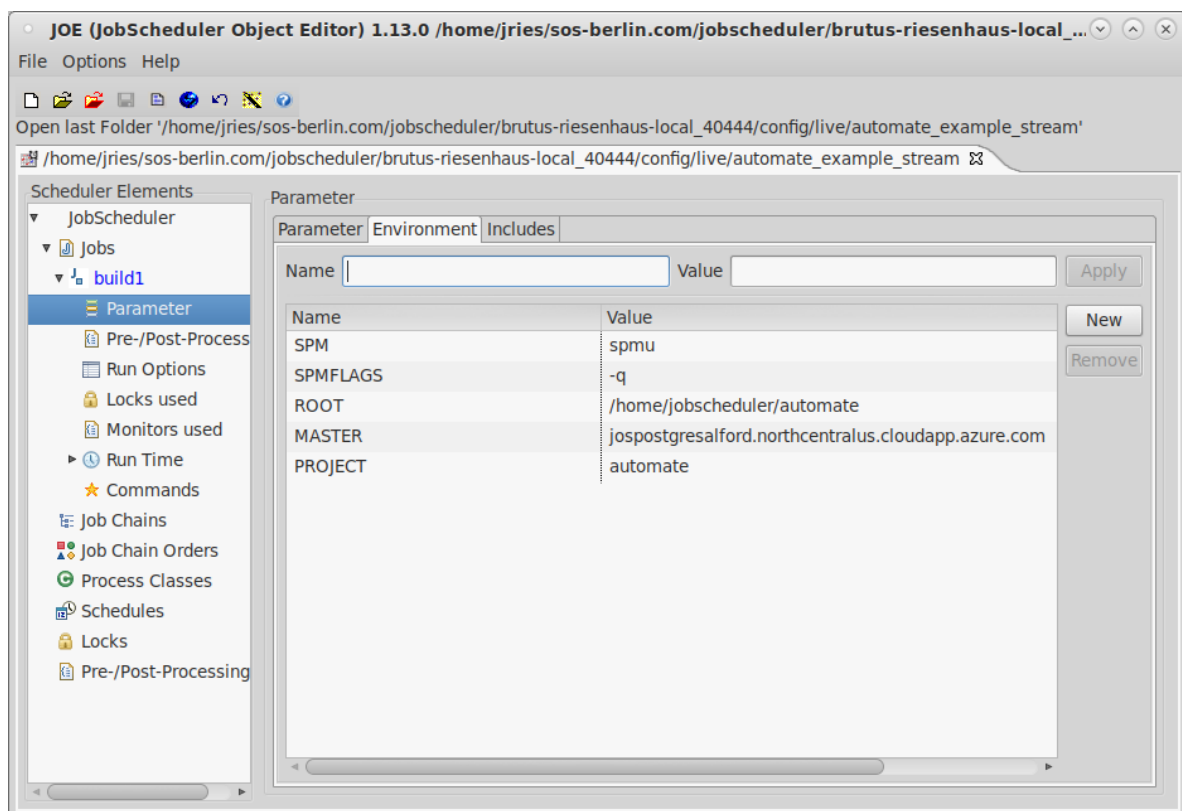 JOE (JobScheduler Object Editor) 1.13.0 /home/jries/sos-berlin.com/jobscheduler/brutus-riesenhaus-local_...
File Options Help
Open last Folder '/home/jries/sos-berlin.com/jobscheduler/brutus-riesenhaus-local_40444/config/live/automate_example_stream'
/home/jries/sos-berlin.com/jobscheduler/brutus-riesenhaus-local_40444/config/live/automate_example_stream
Scheduler Elements
JobScheduler
Jobs
build1
Parameter
Pre-/Post-Process
Run Options
Locks used
Monitors used
Run Time
Commands
Job Chains
Job Chain Orders
Process Classes
Schedules
Locks
Pre-/Post-Processing
Parameter
Parameter Environment Includes
Name Value Apply
Name Value New
SPM spmu
Remove
SPMFLAGS -q
ROOT /home/jobscheduler/automate
MASTER jospostgresalford.northcentralus.cloudapp.azure.com
PROJECT automate